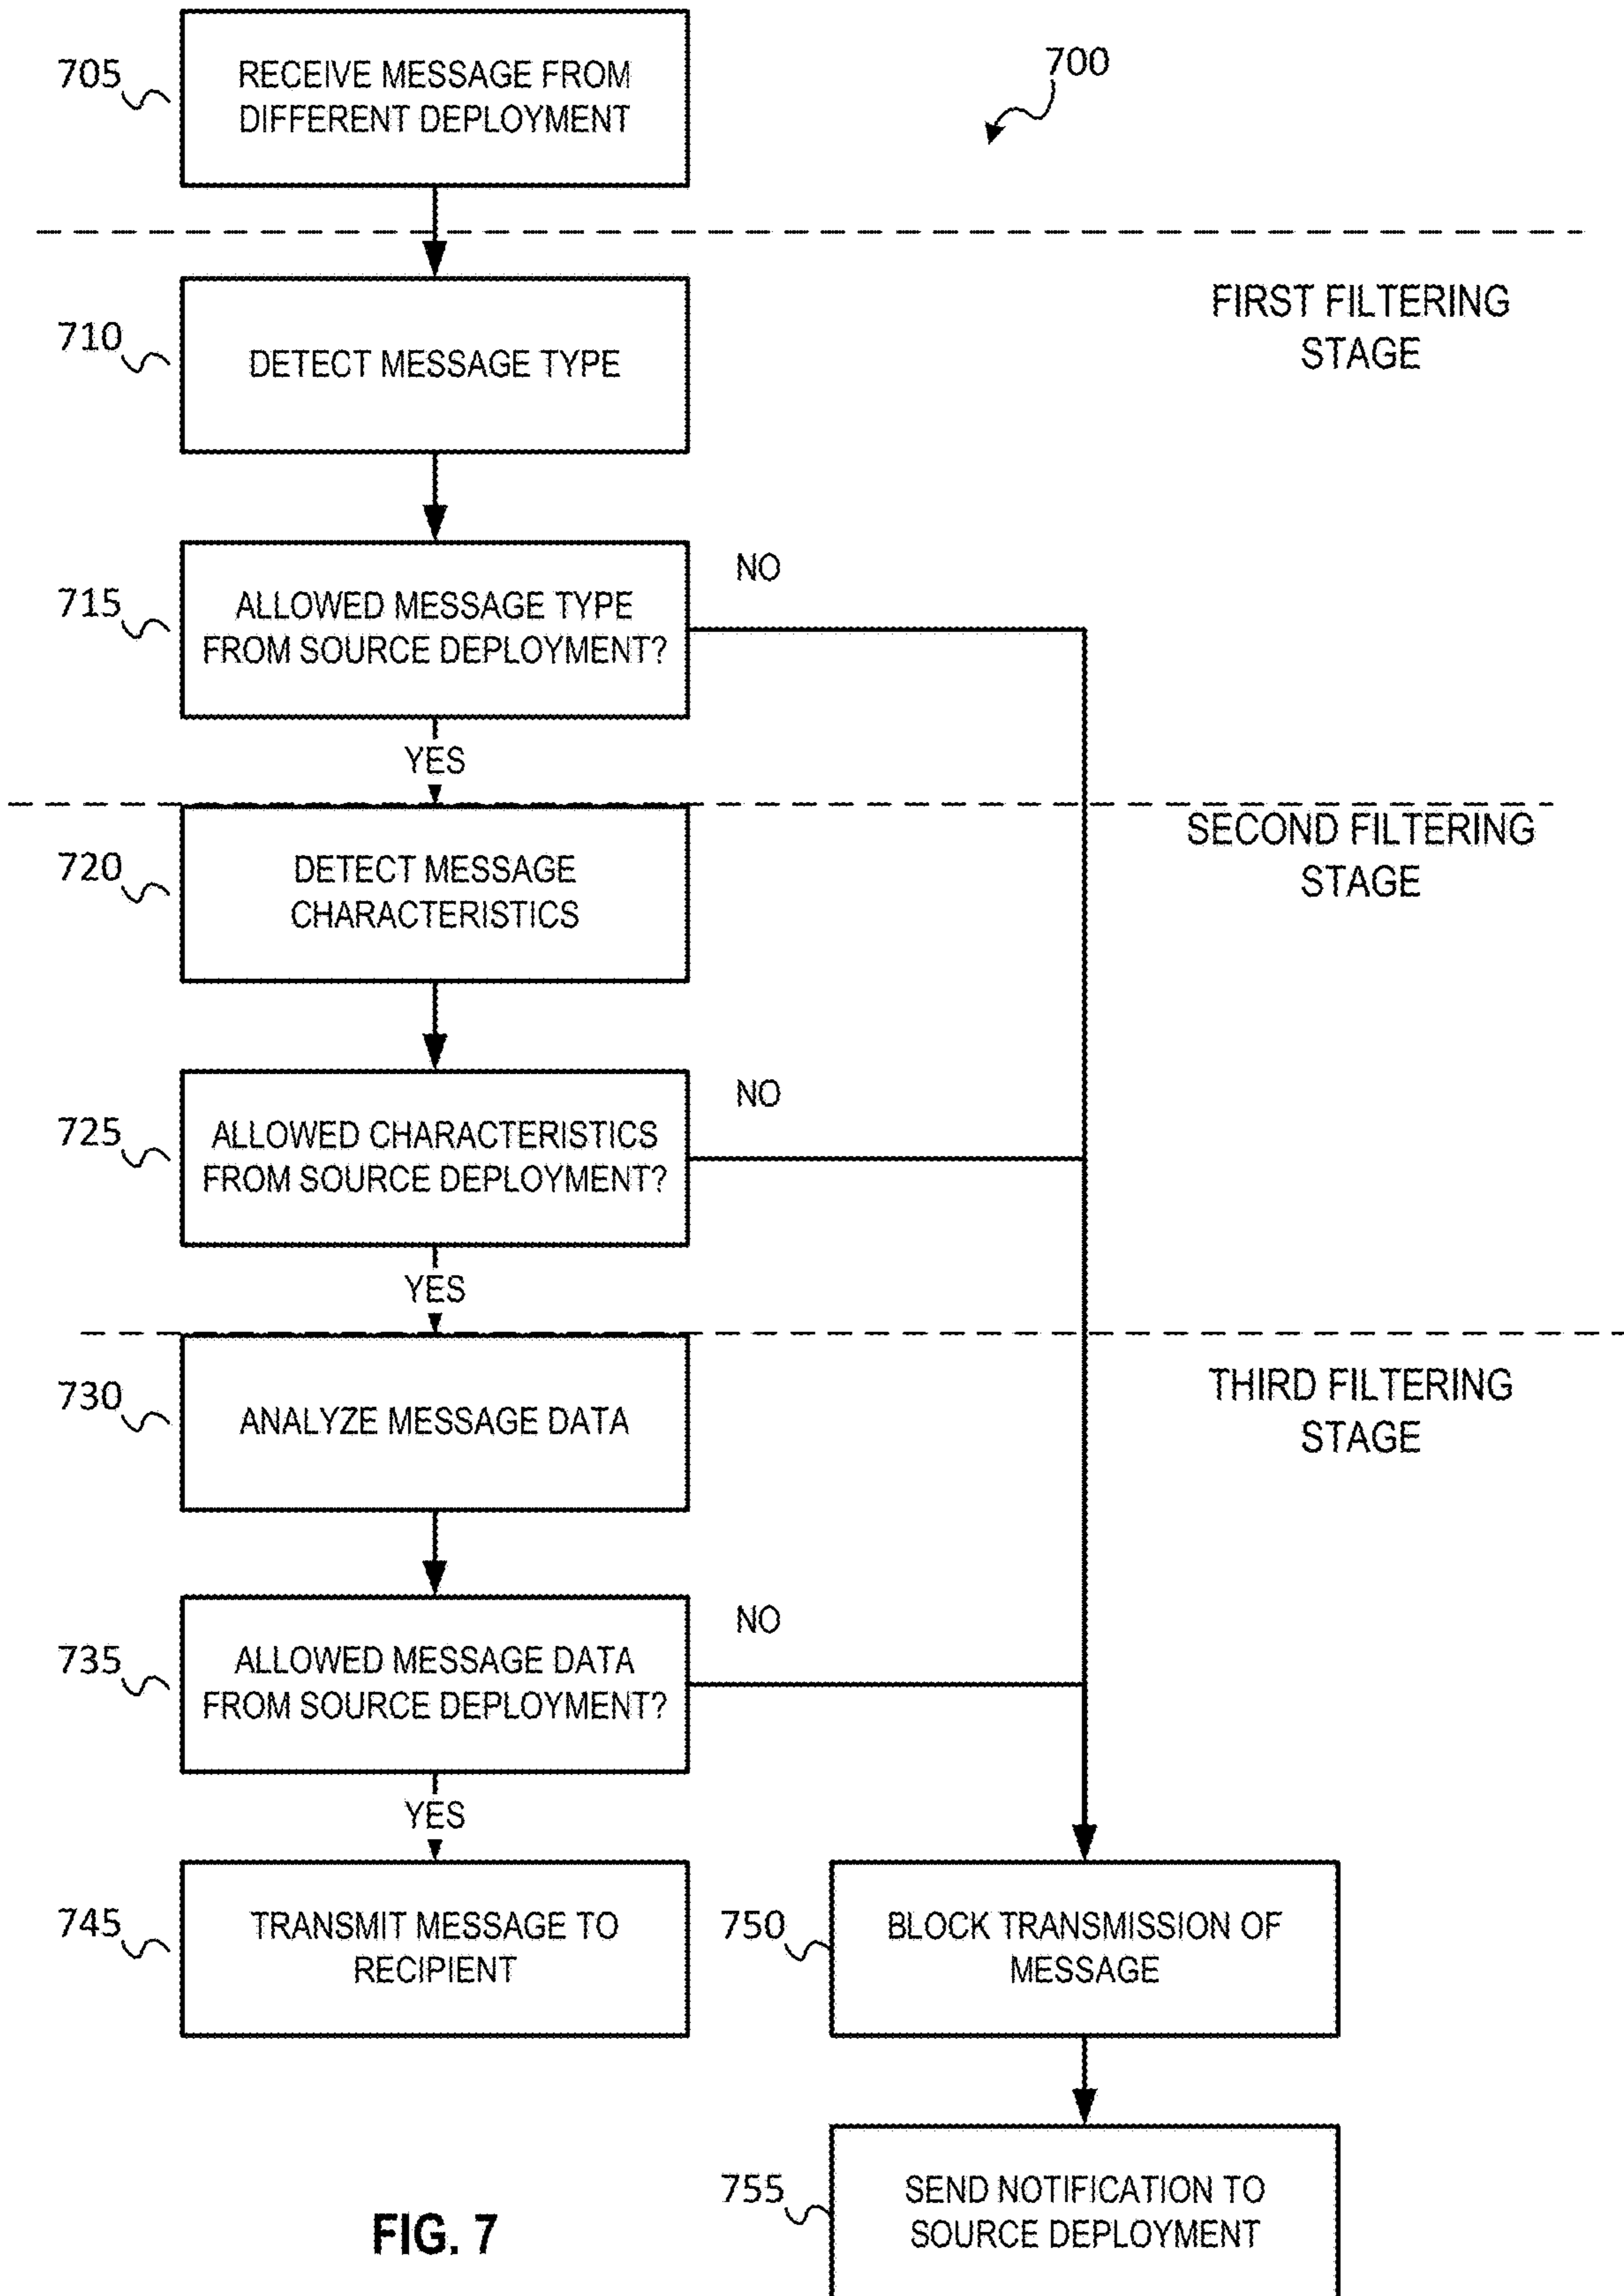 705
RECEIVE MESSAGE FROM
DIFFERENT DEPLOYMENT
700
FIRST FILTERING
STAGE
710
DETECT MESSAGE TYPE
715
ALLOWED MESSAGE TYPE
FROM SOURCE DEPLOYMENT?
NO
YES
SECOND FILTERING
STAGE
720
DETECT MESSAGE
CHARACTERISTICS
725
ALLOWED CHARACTERISTICS
FROM SOURCE DEPLOYMENT?
NO
YES
THIRD FILTERING
STAGE
730
ANALYZE MESSAGE DATA
735
ALLOWED MESSAGE DATA
FROM SOURCE DEPLOYMENT?
NO
YES
745
TRANSMIT MESSAGE TO
RECIPIENT
750
BLOCK TRANSMISSION OF
MESSAGE
755
SEND NOTIFICATION TO
SOURCE DEPLOYMENT
FIG. 7